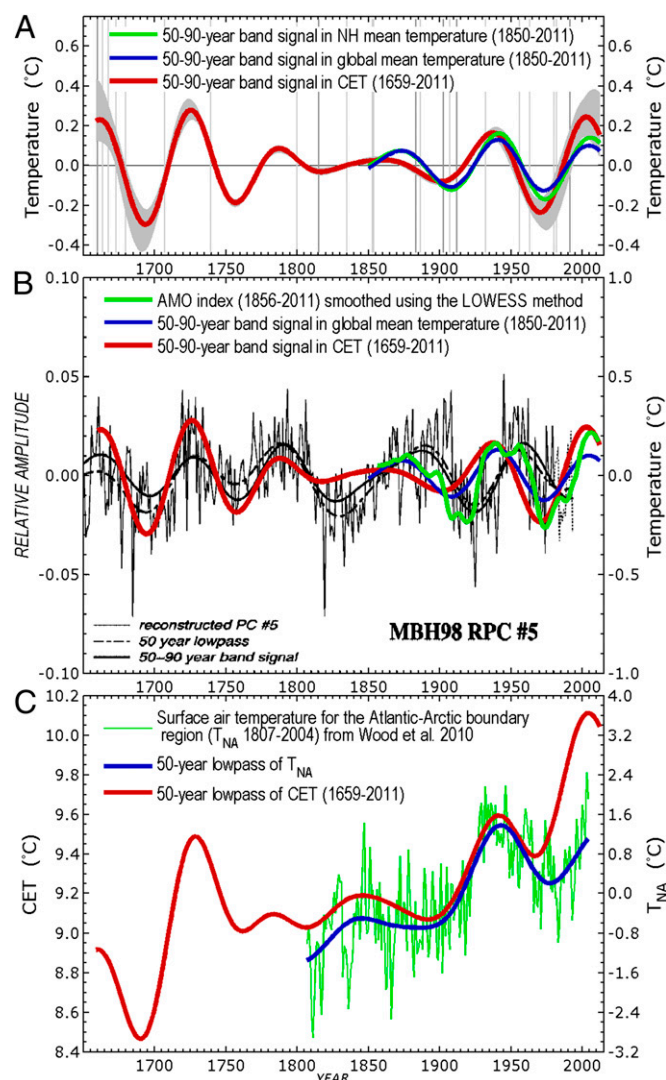 A
50-90-year band signal in NH mean temperature (1850-2011)
50-90-year band signal in global mean temperature (1850-2011)
50-90-year band signal in CET (1659-2011)
Temperature (°C)
0.6
0.4
0.2
0.0
-0.2
-0.4
0.6
0.4
0.2
0.0
-0.2
-0.4
Temperature (°C)
1700 1750 1800 1850 1900 1950 2000
B
AMO index (1856-2011) smoothed using the LOWESS method
50-90-year band signal in global mean temperature (1850-2011)
50-90-year band signal in CET (1659-2011)
RELATIVE AMPLITUDE
0.10
0.05
0.00
-0.05
-0.10
1.0
0.5
0.0
-0.5
-1.0
Temperature (°C)
reconstructed PC #5
50 year lowpass
50–90 year band signal
MBH98 RPC #5
1700 1750 1800 1850 1900 1950 2000
C
Surface air temperature for the Atlantic-Arctic boundary
region (TNA 1807-2004) from Wood et al. 2010
50-year lowpass of TNA
50-year lowpass of CET (1659-2011)
CET (°C)
10.2
10.0
9.8
9.6
9.4
9.2
9.0
8.8
8.6
8.4
4.0
3.2
2.4
1.6
0.8
0.0
-0.8
-1.6
-2.4
-3.2
TNA (°C)
1700 1750 1800 1850 1900 1950 2000
YEAR